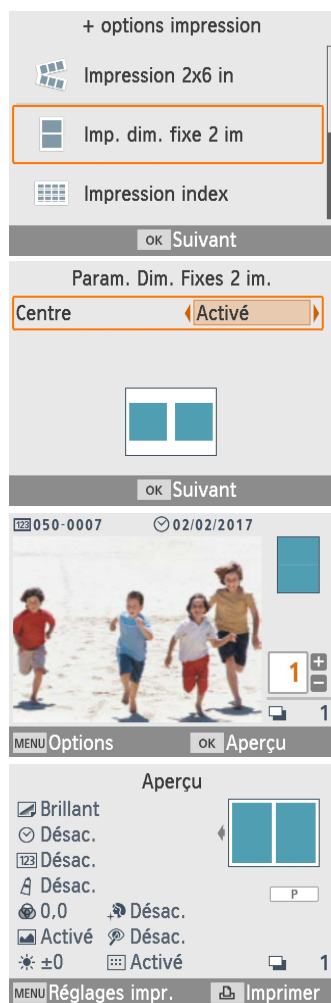 + options impression
Impression 2x6 in
Imp. dim. fixe 2 im
Impression index
OK Suivant
Param. Dim. Fixes 2 im.
Centre Activé
OK Suivant
123 050-0007 02/02/2017
1 +
-
1
MENU Options OK Aperçu
Aperçu
Brillant
Désac.
123 Désac.
Désac.
P
0,0 Désac.
Activé Désac.
±0 Activé 1
MENU Réglages impr. Imprimer